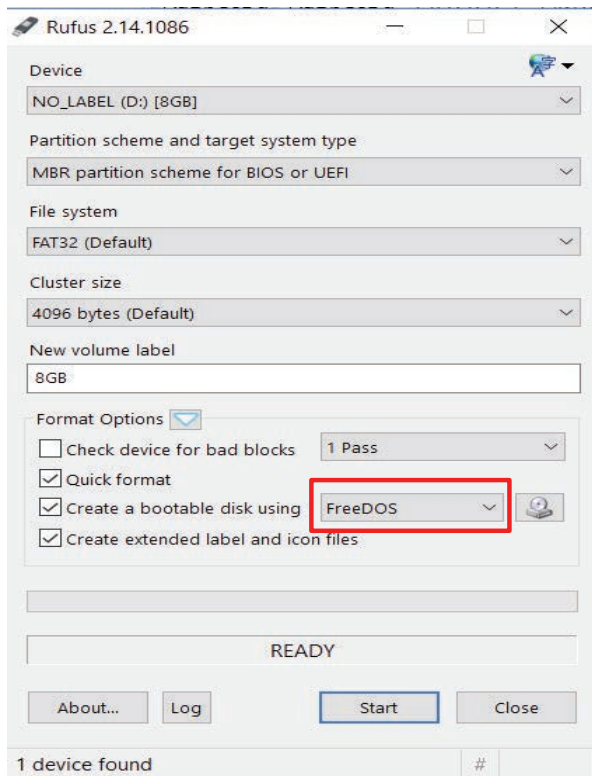 Rufus 2.14.1086
Device
NO_LABEL (D:) [8GB]
Partition scheme and target system type
MBR partition scheme for BIOS or UEFI
File system
FAT32 (Default)
Cluster size
4096 bytes (Default)
New volume label
8GB
Format Options
Check device for bad blocks 1 Pass
Quick format
Create a bootable disk using FreeDOS
Create extended label and icon files
READY
About... Log Start Close
1 device found #